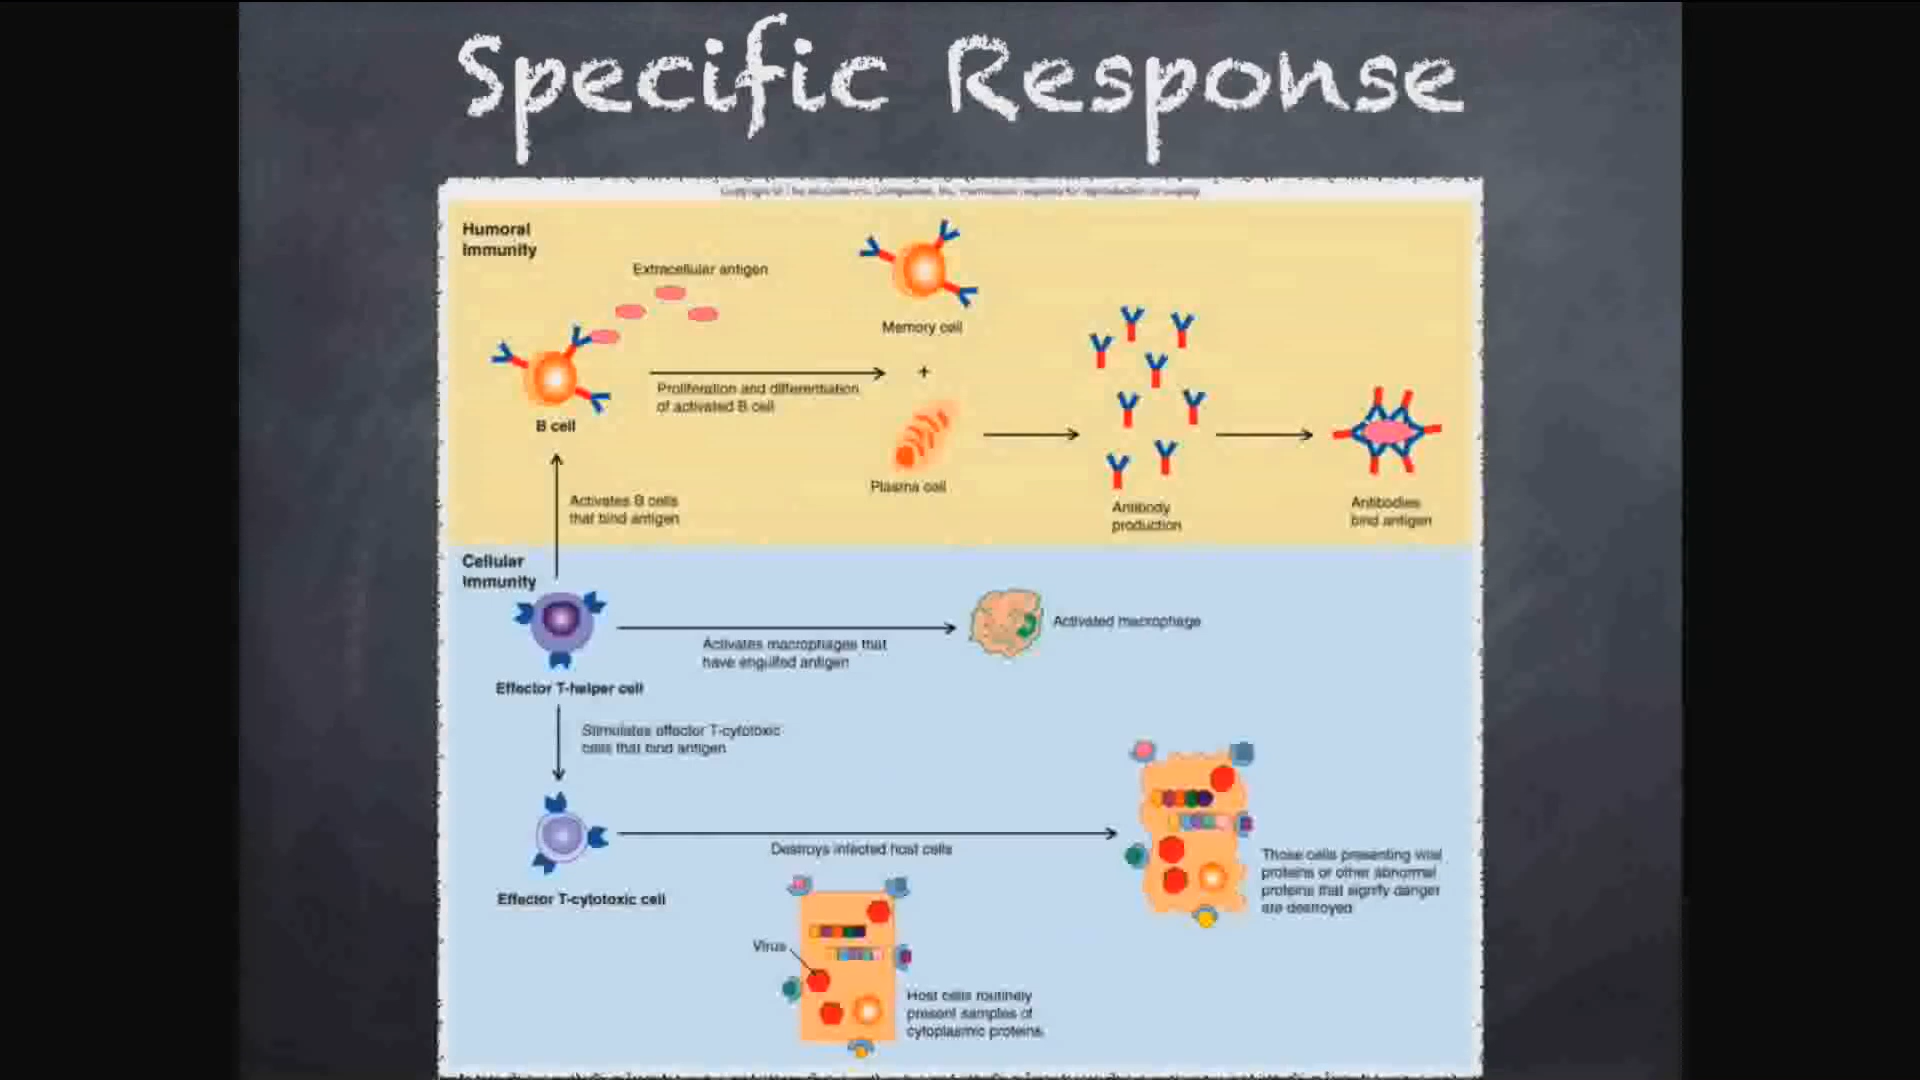 Specific Response
Humoral
Immunity
Extracellular antigen
Memory cell
+
Proliferation and differentiation
of activated B cell
B cell
Plasma cell
Activates B cells
that bind antigen
Antibody
production
Antibodies
bind antigen
Cellular
Immunity
Activated macrophage
Activates macrophages that
have engulfed antigen
Effector T-helper cell
Stimulates effector T-cytotoxic
cells that bind antigen
Destroys infected host cells
Effector T-cytotoxic cell
Those cells presenting viral
proteins or other abnormal
proteins that signify danger
are destroyed
Virus
Host cells routinely
present samples of
cytoplasmic proteins